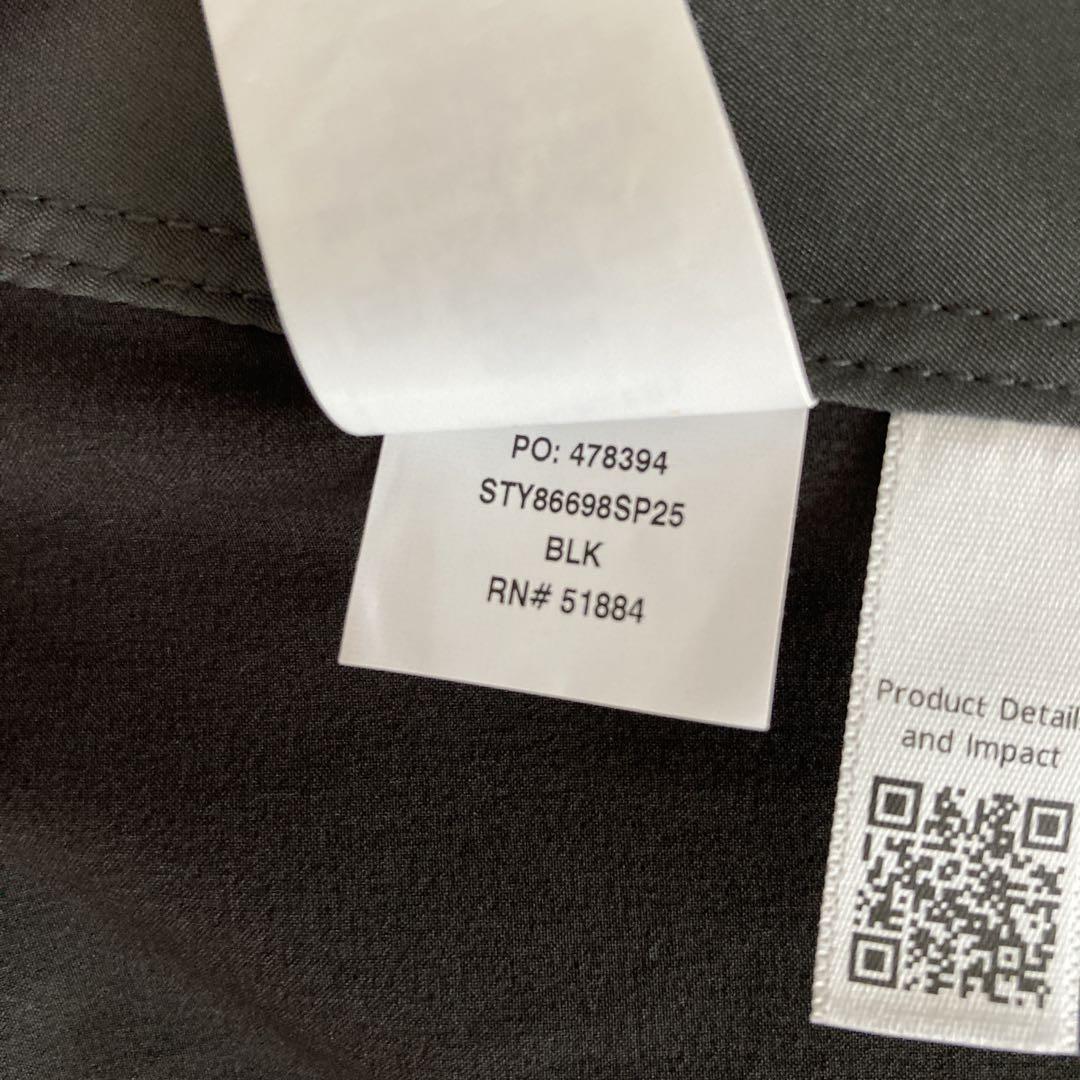 PO: 478394
STY86698SP25
BLK
RN# 51884
Product Detail
and Impact